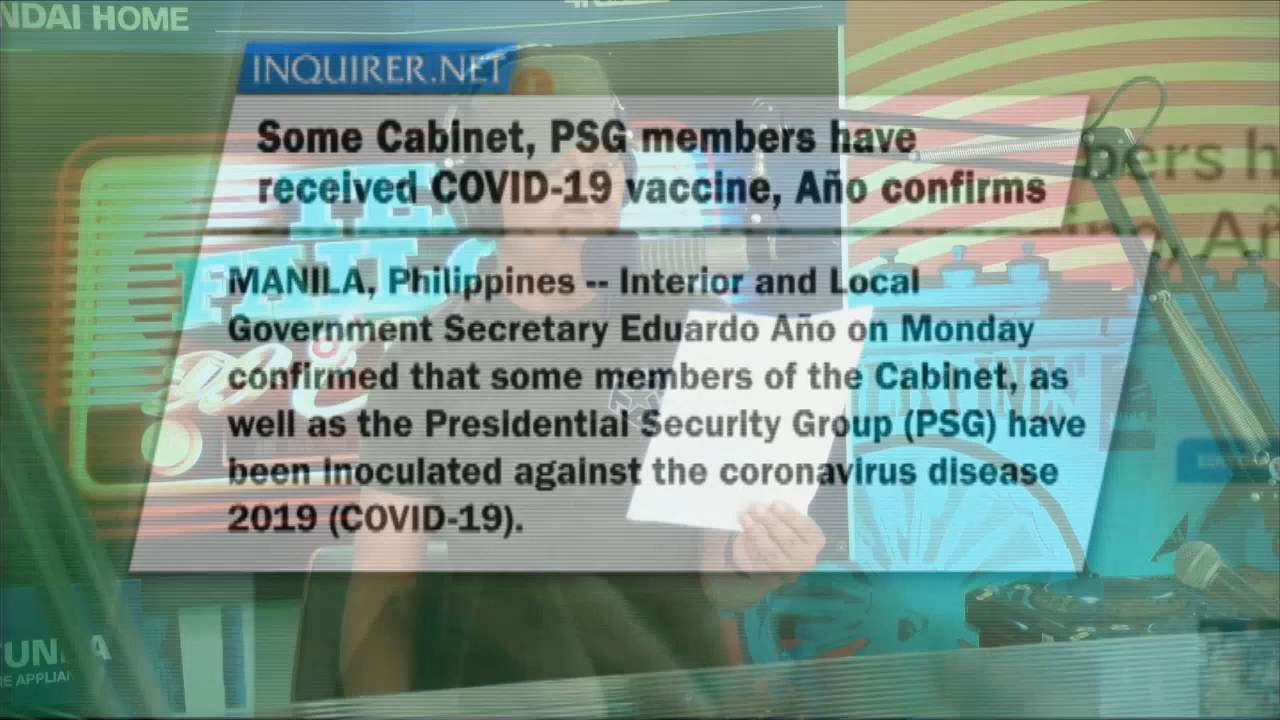 NDAI HOME
INQUIRER.NET
Some Cabinet, PSG members have
received COVID-19 vaccine, Año confirms
bers h
Añ
MANILA, Philippines -- Interior and Local
Government Secretary Eduardo Año on Monday
confirmed that some members of the Cabinet, as
well as the Presidential Security Group (PSG) have
been inoculated against the coronavirus disease
2019 (COVID-19).